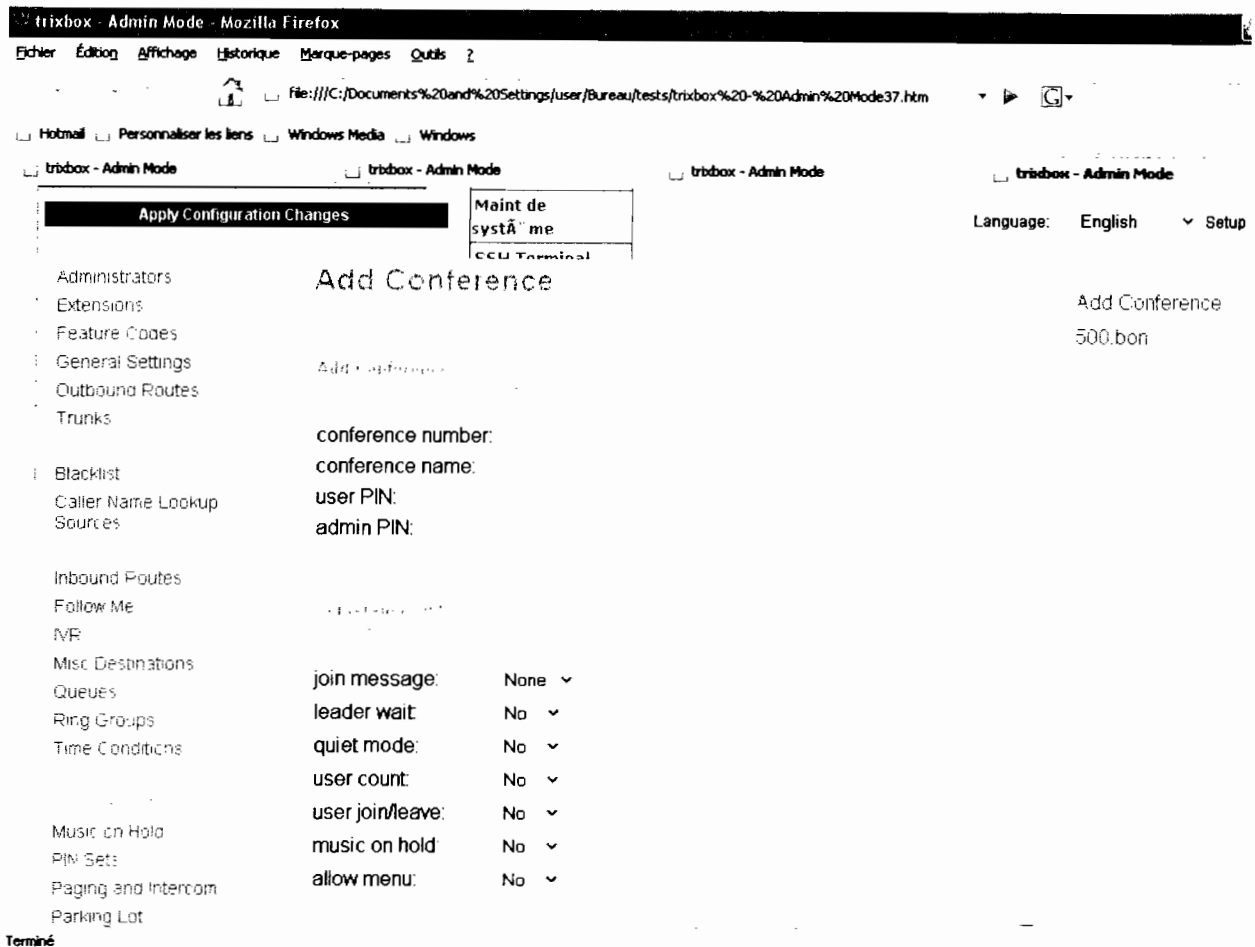 trixbox - Admin Mode - Mozilla Firefox
Fichier Édition Affichage Historique Marque-pages Outils ?
file:///C:/Documents%20and%20Settings/user/Bureau/tests/trixbox%20-%20Admin%20Mode37.htm G
Hotmail Personnaliser les liens Windows Media Windows
trixbox - Admin Mode trixbox - Admin Mode trixbox - Admin Mode trixbox - Admin Mode
Apply Configuration Changes
Maint de
systÃ¨me
SSH Terminal
Language: English Setup
Administrators
Extensions
Feature Codes
General Settings
Outbound Routes
Trunks
Blacklist
Caller Name Lookup
Sources
Inbound Routes
Follow Me
IVR
Misc Destinations
Queues
Ring Groups
Time Conditions
Music on Hold
PIN Sets
Paging and Intercom
Parking Lot
Add Conference
Add Conference
conference number:
conference name:
user PIN:
admin PIN:
join message: None
leader wait: No
quiet mode: No
user count: No
user join/leave: No
music on hold: No
allow menu: No
Add Conference
500:bon
Terminé